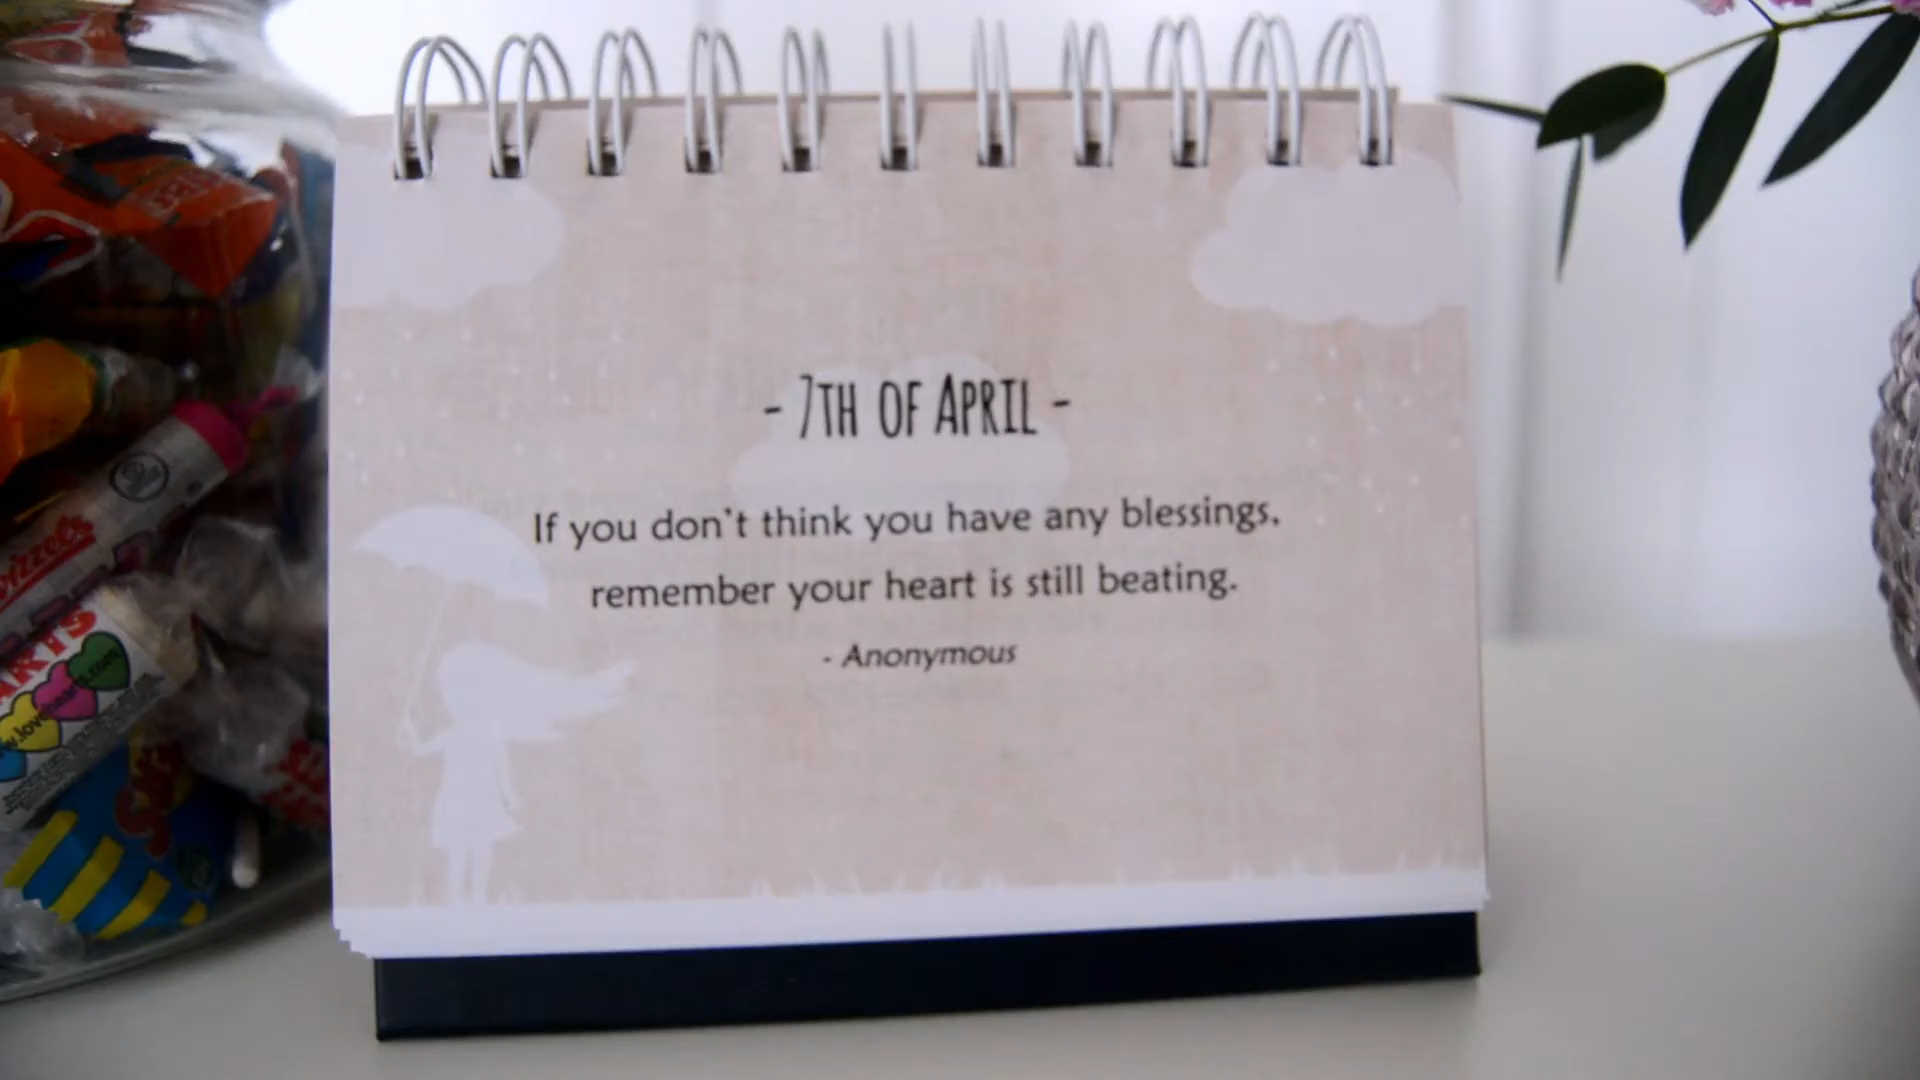 - 7TH OF APRIL -
If you don't think you have any blessings,
remember your heart is still beating.
- Anonymous